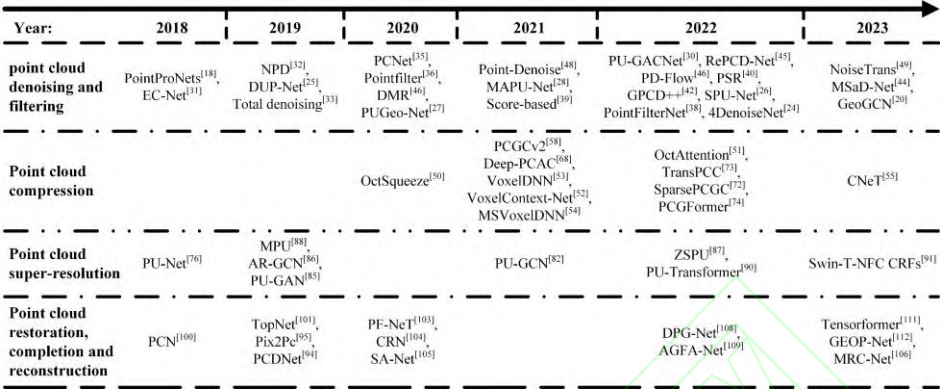 Year: 2018 2019 2020 2021 2022 2023
point cloud denoising and filtering
PointProNets[18],
EC-Net[31]
NPD[32],
DUP-Net[25],
Total denoising[33]
PCNet[35],
Pointfilter[36],
DMR[46],
PUGeo-Net[27]
Point-Denoise[48],
MAPU-Net[28],
Score-based[39]
PU-GACNet[30], RePCD-Net[45],
PD-Flow[46], PSR[40],
GPCD++[42], SPU-Net[26],
PointFilterNet[38], 4DenoiseNet[24]
NoiseTrans[49],
MSaD-Net[44],
GeoGCN[20]
Point cloud
compression
OctSqueeze[50]
PCGCv2[58],
Deep-PCAC[68],
VoxelDNN[53],
VoxelContext-Net[52],
MSVoxelDNN[54]
OctAttention[51],
TransPCC[73],
SparsePCGC[72],
PCGFormer[74]
CNeT[55]
Point cloud
super-resolution
PU-Net[76]
MPU[88],
AR-GCN[86],
PU-GAN[85]
PU-GCN[82]
ZSPU[87],
PU-Transformer[90]
Swin-T-NFC CRFs[91]
Point cloud
restoration,
completion and
reconstruction
PCN[100]
TopNet[101],
Pix2Pc[95],
PCDNet[94]
PF-NeT[103],
CRN[104],
SA-Net[105]
DPG-Net[108],
AGFA-Net[109]
Tensorformer[111],
GEOP-Net[112],
MRC-Net[106]